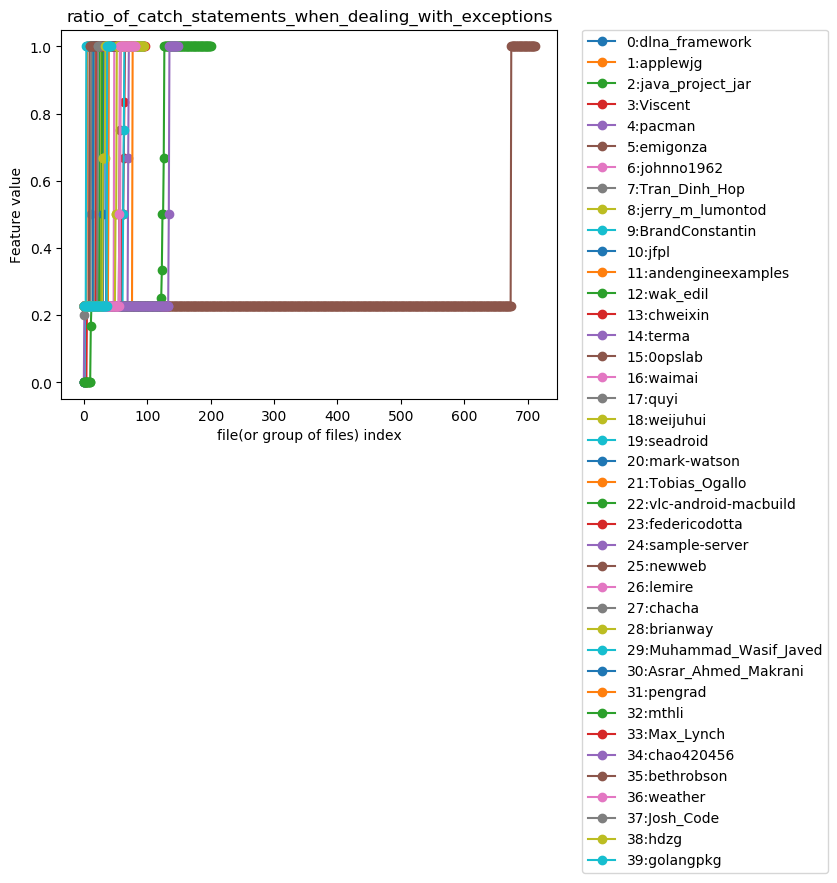 ratio_of_catch_statements_when_dealing_with_exceptions
1.0
0.8
0.6
0.4
0.2
0.0
Feature value
0 100 200 300 400 500 600 700
file(or group of files) index
0:dlna_framework
1:applewjg
2:java_project_jar
3:Viscent
4:pacman
5:emigonza
6:johnno1962
7:Tran_Dinh_Hop
8:jerry_m_lumontod
9:BrandConstantin
10:jfpl
11:andengineexamples
12:wak_edil
13:chweixin
14:terma
15:0opslab
16:waimai
17:quyi
18:weijuhui
19:seadroid
20:mark-watson
21:Tobias_Ogallo
22:vlc-android-macbuild
23:federicodotta
24:sample-server
25:newweb
26:lemire
27:chacha
28:brianway
29:Muhammad_Wasif_Javed
30:Asrar_Ahmed_Makrani
31:pengrad
32:mthli
33:Max_Lynch
34:chao420456
35:bethrobson
36:weather
37:Josh_Code
38:hdzg
39:golangpkg